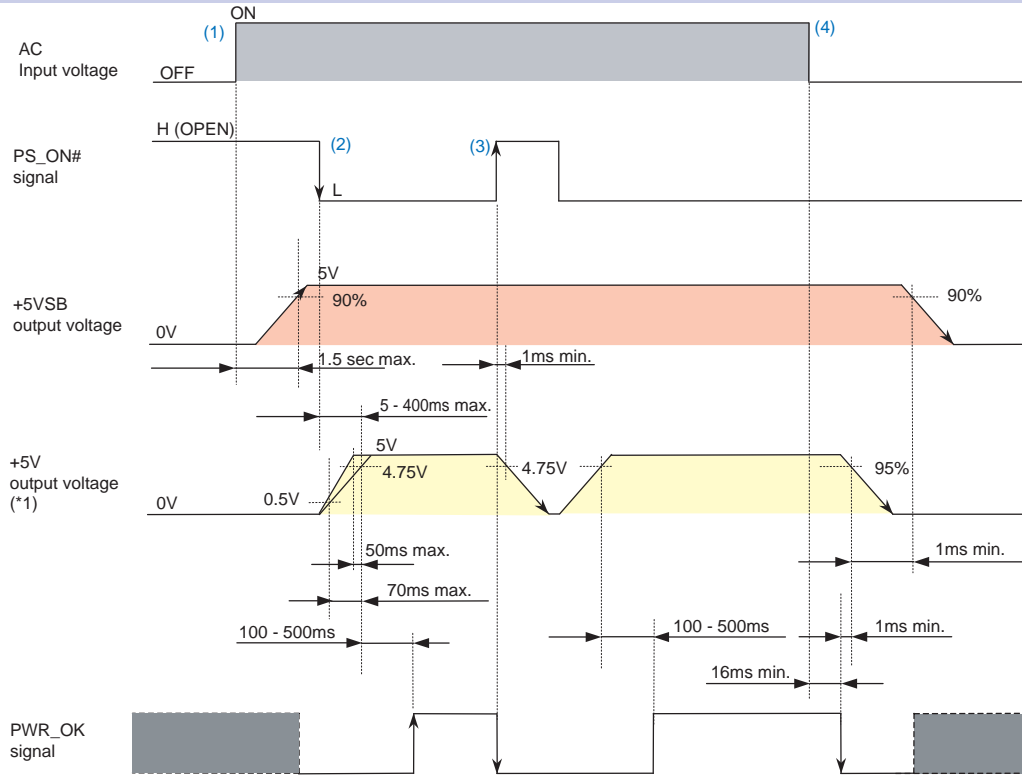 ON
(1)
(4)
AC
Input voltage
OFF
H (OPEN)
(2)
(3)
PS_ON#
signal
L
5V
90%
90%
+5VSB
output voltage
0V
1.5 sec max.
1ms min.
5 - 400ms max.
+5V
output voltage
(*1)
5V
4.75V
4.75V
95%
0.5V
0V
50ms max.
1ms min.
70ms max.
100 - 500ms
100 - 500ms
1ms min.
16ms min.
PWR_OK
signal